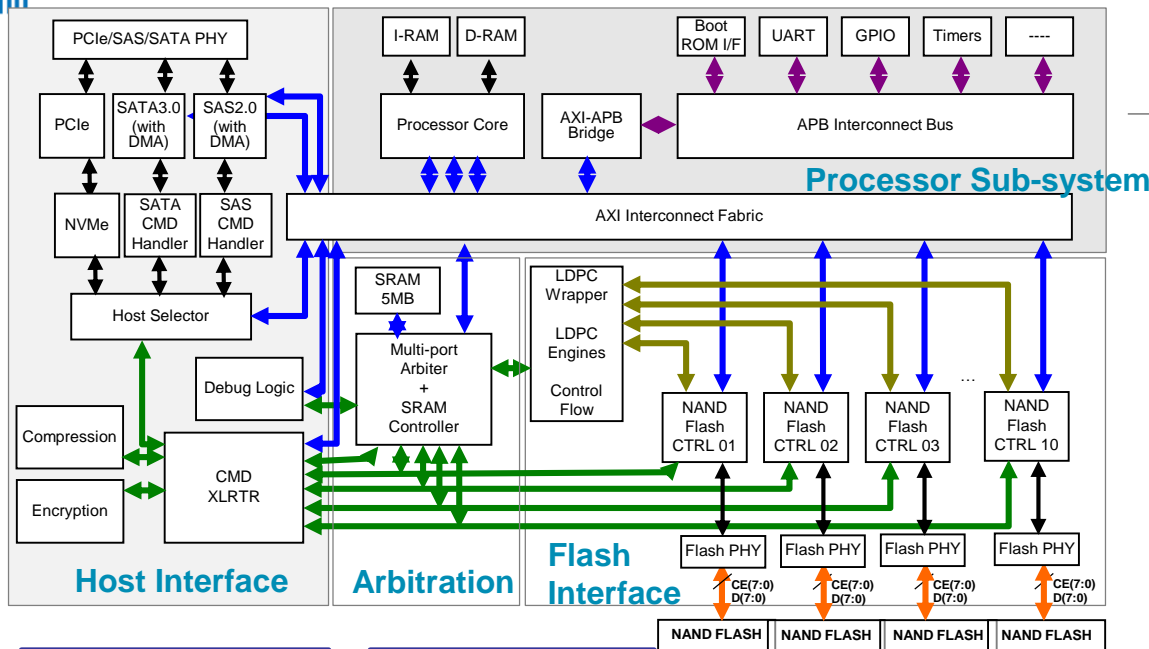 PCIe/SAS/SATA PHY
I-RAM
D-RAM
Boot
ROM I/F
UART
GPIO
Timers
----
PCIe
SATA3.0
(with
DMA)
SAS2.0
(with
DMA)
Processor Core
AXI-APB
Bridge
APB Interconnect Bus
Processor Sub-system
NVMe
SATA
CMD
Handler
SAS
CMD
Handler
AXI Interconnect Fabric
Host Selector
SRAM
5MB
LDPC
Wrapper
LDPC
Engines
Control
Flow
Multi-port
Arbiter
+
SRAM
Controller
Debug Logic
...
NAND
Flash
CTRL 01
NAND
Flash
CTRL 02
NAND
Flash
CTRL 03
NAND
Flash
CTRL 10
Compression
CMD
XLRTR
Encryption
Flash PHY
Flash PHY
Flash PHY
Flash PHY
Host Interface
Arbitration
Flash
Interface
CE(7:0)
D(7:0)
CE(7:0)
D(7:0)
CE(7:0)
D(7:0)
CE(7:0)
D(7:0)
NAND FLASH
NAND FLASH
NAND FLASH
NAND FLASH